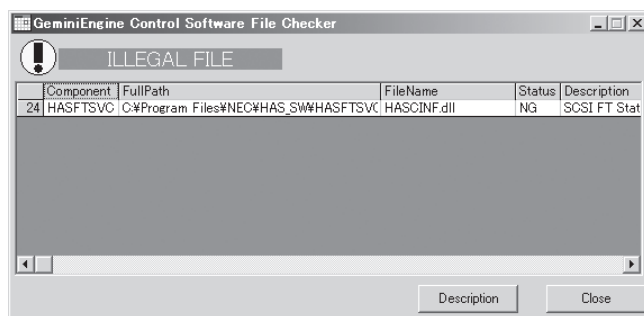 GeminiEngine Control Software File Checker
ILLEGAL FILE
Component FullPath FileName Status Description
24 HASFTSVC C:¥Program Files¥NEC¥HAS_SW¥HASFTSVC HASCINF.dll NG SCSI FT Stat
Description Close